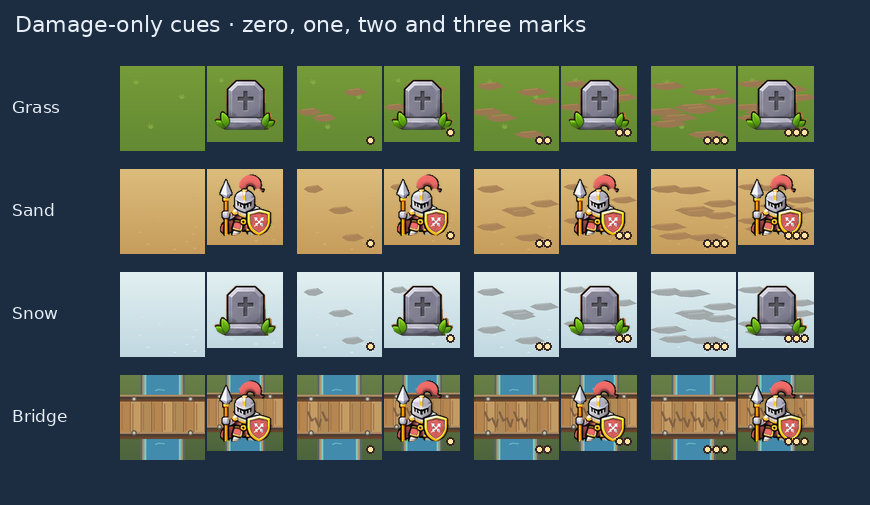 Damage-only cues · zero, one, two and three marks
Grass
Sand
Snow
Bridge